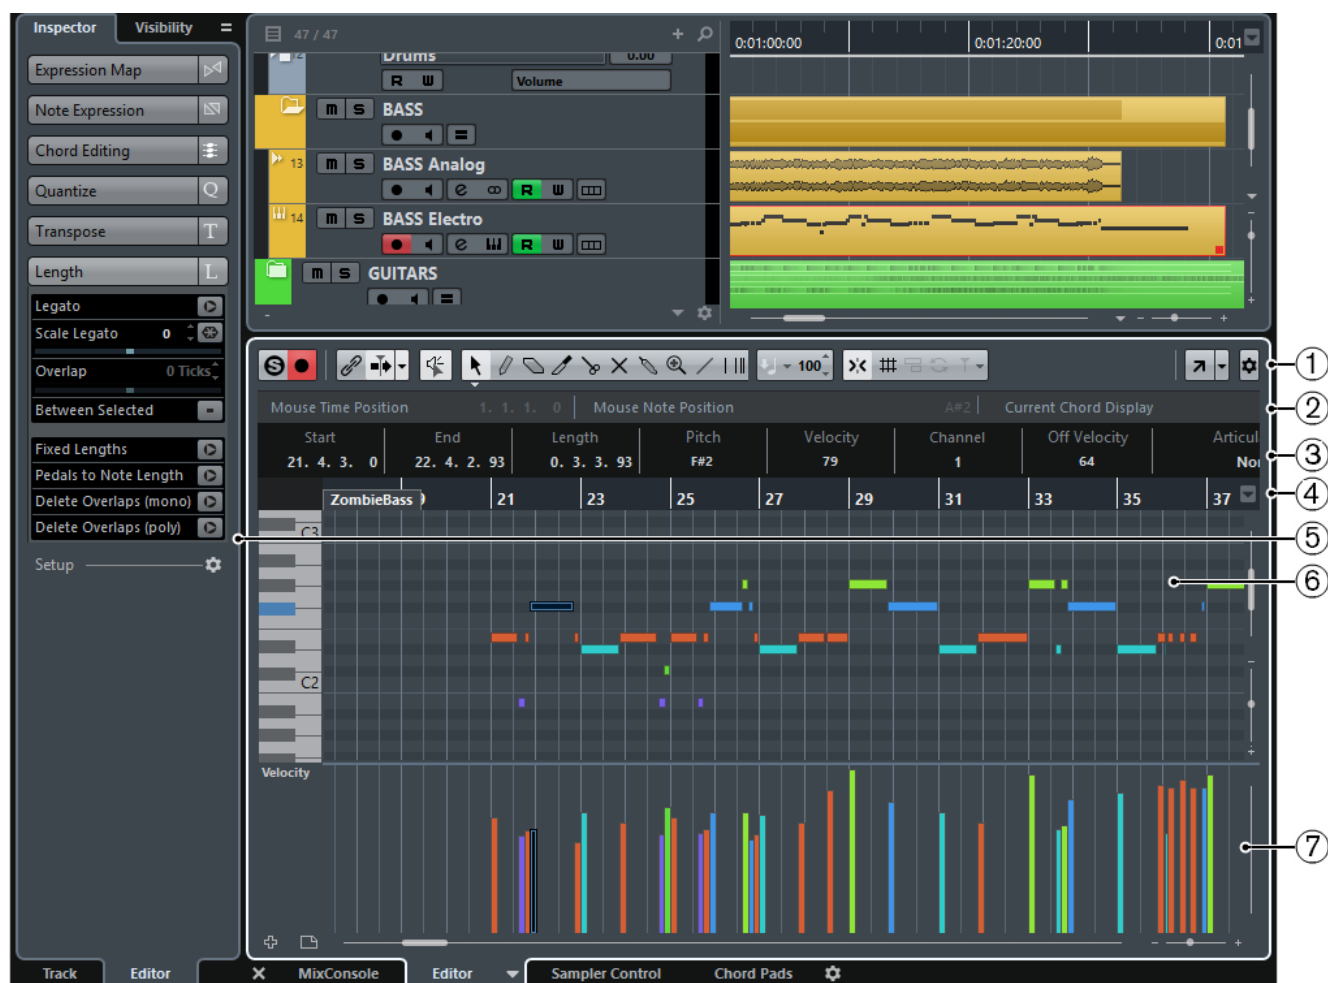 Inspector Visibility
47 / 47
0:01:00:00 0:01:20:00 0:01
Expression Map
Note Expression
Chord Editing
Quantize Q
Transpose T
Length L
Legato
Scale Legato 0
Overlap 0 Ticks
Between Selected
Fixed Lengths
Pedals to Note Length
Delete Overlaps (mono)
Delete Overlaps (poly)
Setup
12 Drums 0.00
R W Volume
m S BASS
13 m S BASS Analog
e R W
14 m S BASS Electro
e R W
m S GUITARS
S 100 1
Mouse Time Position 1. 1. 1. 0 Mouse Note Position A#2 Current Chord Display 2
Start End Length Pitch Velocity Channel Off Velocity Articul
21. 4. 3. 0 22. 4. 2. 93 0. 3. 3. 93 F#2 79 1 64 Nor 3
ZombieBass 21 23 25 27 29 31 33 35 37 4
C3 5
6
C2
Velocity
7
Track Editor MixConsole Editor Sampler Control Chord Pads